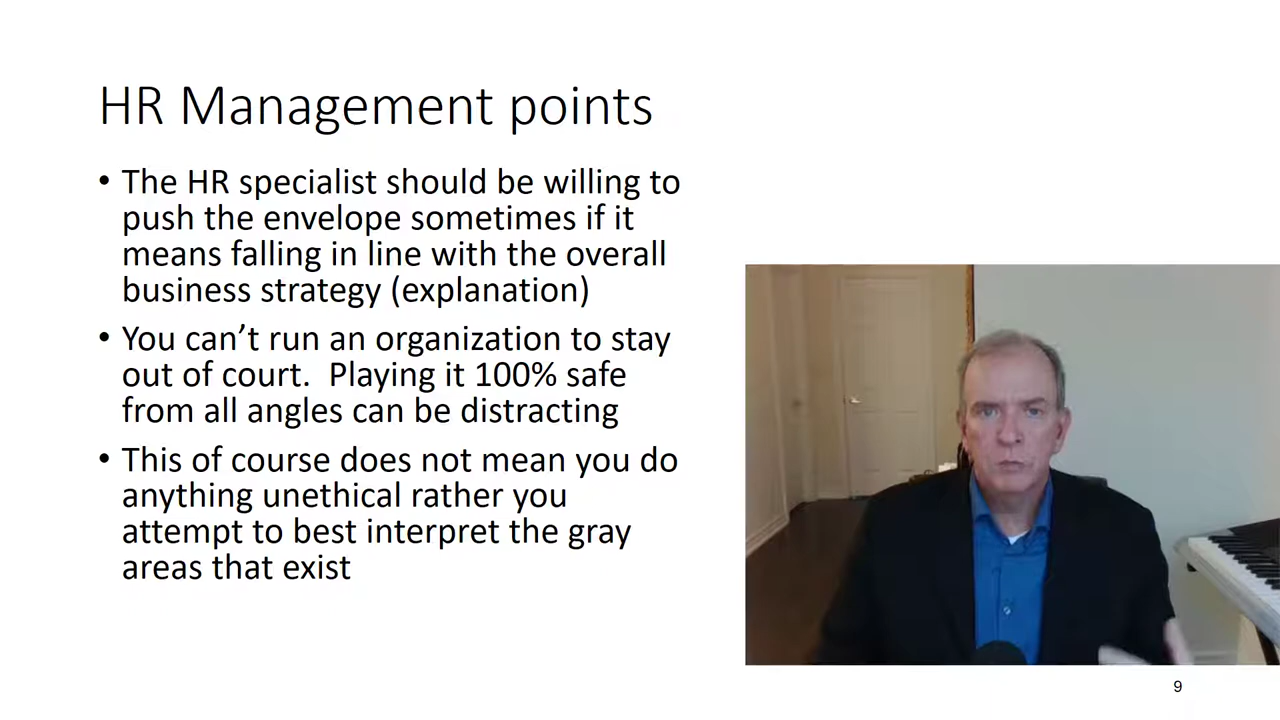 HR Management points
• The HR specialist should be willing to
push the envelope sometimes if it
means falling in line with the overall
business strategy (explanation)
• You can’t run an organization to stay
out of court.  Playing it 100% safe
from all angles can be distracting
• This of course does not mean you do
anything unethical rather you
attempt to best interpret the gray
areas that exist
9